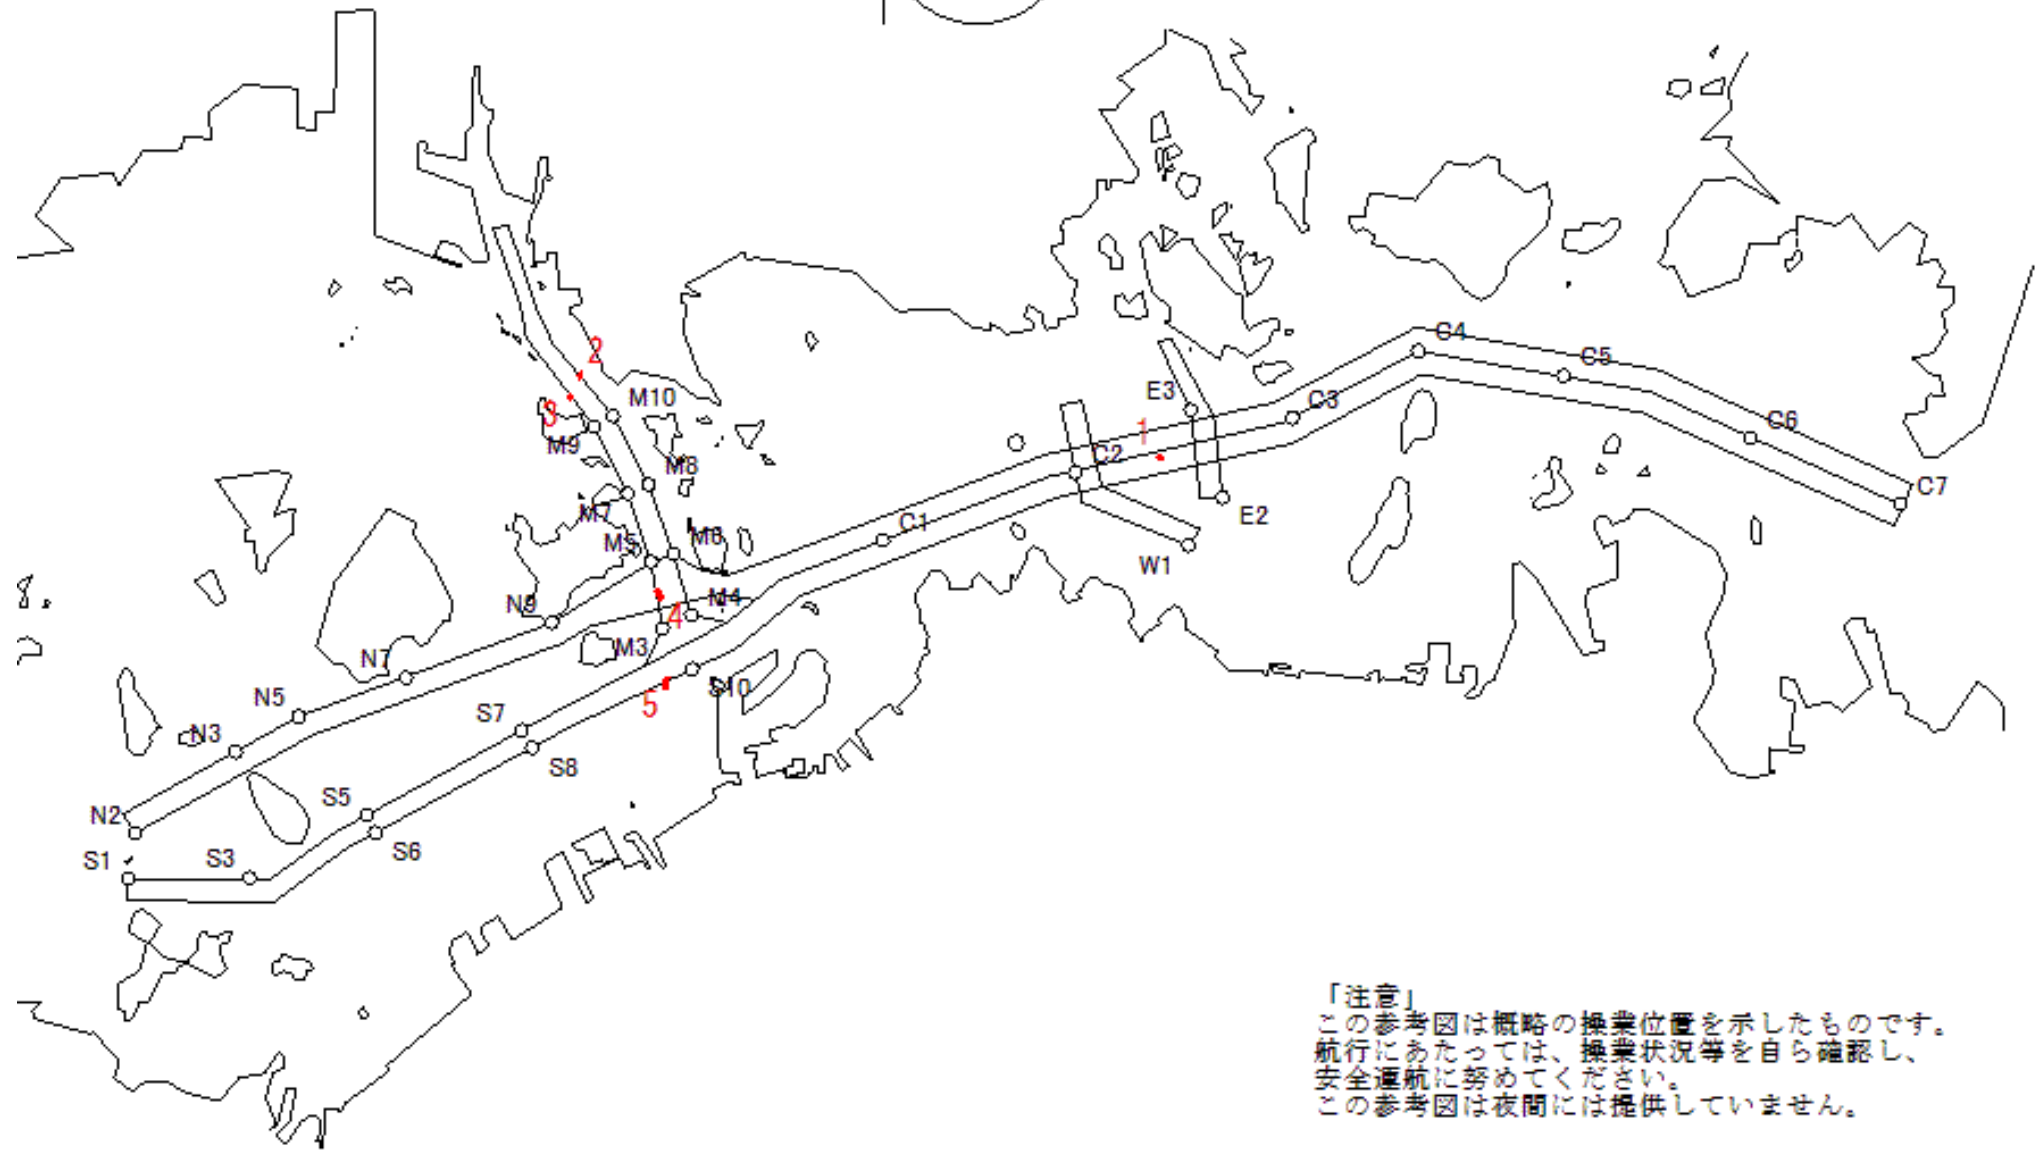 C4
C5
2
E3
M10
1
C3
3
C6
M9
C2
M8
C7
M7
E2
C1
M6
M5
W1
N9
M4
4
M3
N7
S10
N5
5
S7
N3
S8
S5
N2
S6
S1
S3
「注意」
この参考図は概略の操業位置を示したものです。
航行にあたっては、操業状況等を自ら確認し、
安全運航に努めてください。
この参考図は夜間には提供していません。